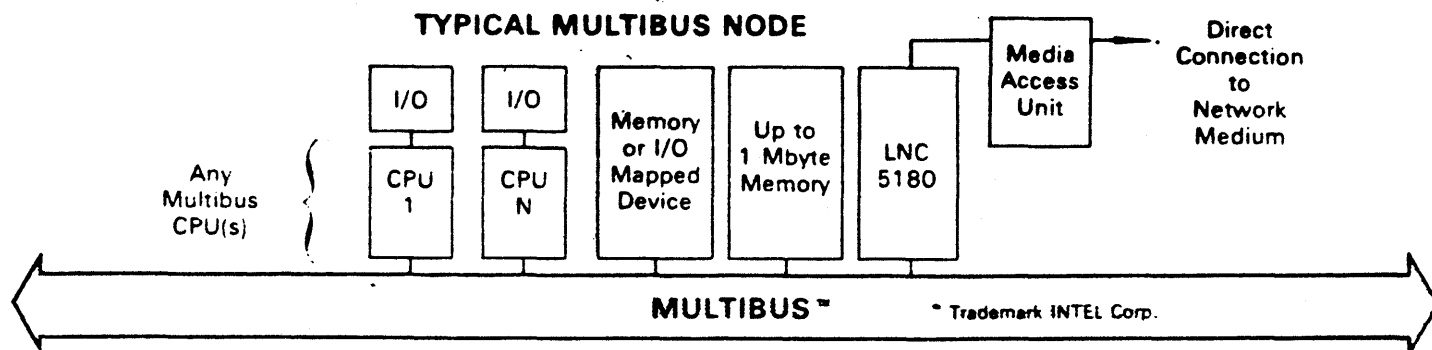 TYPICAL MULTIBUS NODE
Any
Multibus
CPU(s)
I/O
CPU
1
I/O
CPU
N
Memory
or I/O
Mapped
Device
Up to
1 Mbyte
Memory
LNC
5180
Media
Access
Unit
Direct
Connection
to
Network
Medium
MULTIBUS™
™ Trademark INTEL Corp.